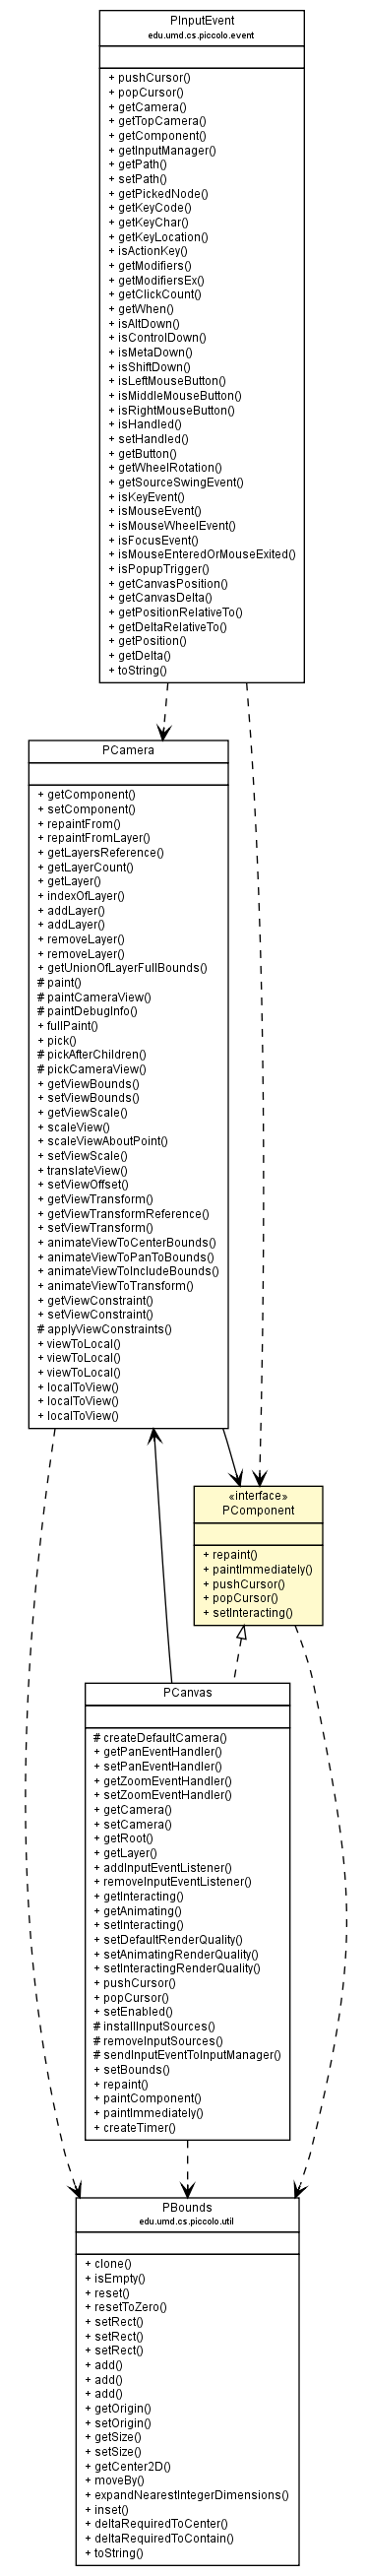 PInputEvent
edu.umd.cs.piccolo.event
+ pushCursor()
+ popCursor()
+ getCamera()
+ getTopCamera()
+ getComponent()
+ getInputManager()
+ getPath()
+ setPath()
+ getPickedNode()
+ getKeyCode()
+ getKeyChar()
+ getKeyLocation()
+ isActionKey()
+ getModifiers()
+ getModifiersEx()
+ getClickCount()
+ getWhen()
+ isAltDown()
+ isControlDown()
+ isMetaDown()
+ isShiftDown()
+ isLeftMouseButton()
+ isMiddleMouseButton()
+ isRightMouseButton()
+ isHandled()
+ setHandled()
+ getButton()
+ getWheelRotation()
+ getSourceSwingEvent()
+ isKeyEvent()
+ isMouseEvent()
+ isMouseWheelEvent()
+ isFocusEvent()
+ isMouseEnteredOrMouseExited()
+ isPopupTrigger()
+ getCanvasPosition()
+ getCanvasDelta()
+ getPositionRelativeTo()
+ getDeltaRelativeTo()
+ getPosition()
+ getDelta()
+ toString()
PCamera
+ getComponent()
+ setComponent()
+ repaintFrom()
+ repaintFromLayer()
+ getLayersReference()
+ getLayerCount()
+ getLayer()
+ indexOfLayer()
+ addLayer()
+ addLayer()
+ removeLayer()
+ removeLayer()
+ getUnionOfLayerFullBounds()
# paint()
# paintCameraView()
# paintDebugInfo()
+ fullPaint()
+ pick()
# pickAfterChildren()
# pickCameraView()
+ getViewBounds()
+ setViewBounds()
+ getViewScale()
+ scaleView()
+ scaleViewAboutPoint()
+ setViewScale()
+ translateView()
+ setViewOffset()
+ getViewTransform()
+ getViewTransformReference()
+ setViewTransform()
+ animateViewToCenterBounds()
+ animateViewToPanToBounds()
+ animateViewToIncludeBounds()
+ animateViewToTransform()
+ getViewConstraint()
+ setViewConstraint()
# applyViewConstraints()
+ viewToLocal()
+ viewToLocal()
+ viewToLocal()
+ localToView()
+ localToView()
+ localToView()
«interface»
PComponent
+ repaint()
+ paintImmediately()
+ pushCursor()
+ popCursor()
+ setInteracting()
PCanvas
# createDefaultCamera()
+ getPanEventHandler()
+ setPanEventHandler()
+ getZoomEventHandler()
+ setZoomEventHandler()
+ getCamera()
+ setCamera()
+ getRoot()
+ getLayer()
+ addInputEventListener()
+ removeInputEventListener()
+ getInteracting()
+ getAnimating()
+ setInteracting()
+ setDefaultRenderQuality()
+ setAnimatingRenderQuality()
+ setInteractingRenderQuality()
+ pushCursor()
+ popCursor()
+ setEnabled()
# installInputSources()
# removeInputSources()
# sendInputEventToInputManager()
+ setBounds()
+ repaint()
+ paintComponent()
+ paintImmediately()
+ createTimer()
PBounds
edu.umd.cs.piccolo.util
+ clone()
+ isEmpty()
+ reset()
+ resetToZero()
+ setRect()
+ setRect()
+ setRect()
+ add()
+ add()
+ add()
+ getOrigin()
+ setOrigin()
+ getSize()
+ setSize()
+ getCenter2D()
+ moveBy()
+ expandNearestIntegerDimensions()
+ inset()
+ deltaRequiredToCenter()
+ deltaRequiredToContain()
+ toString()